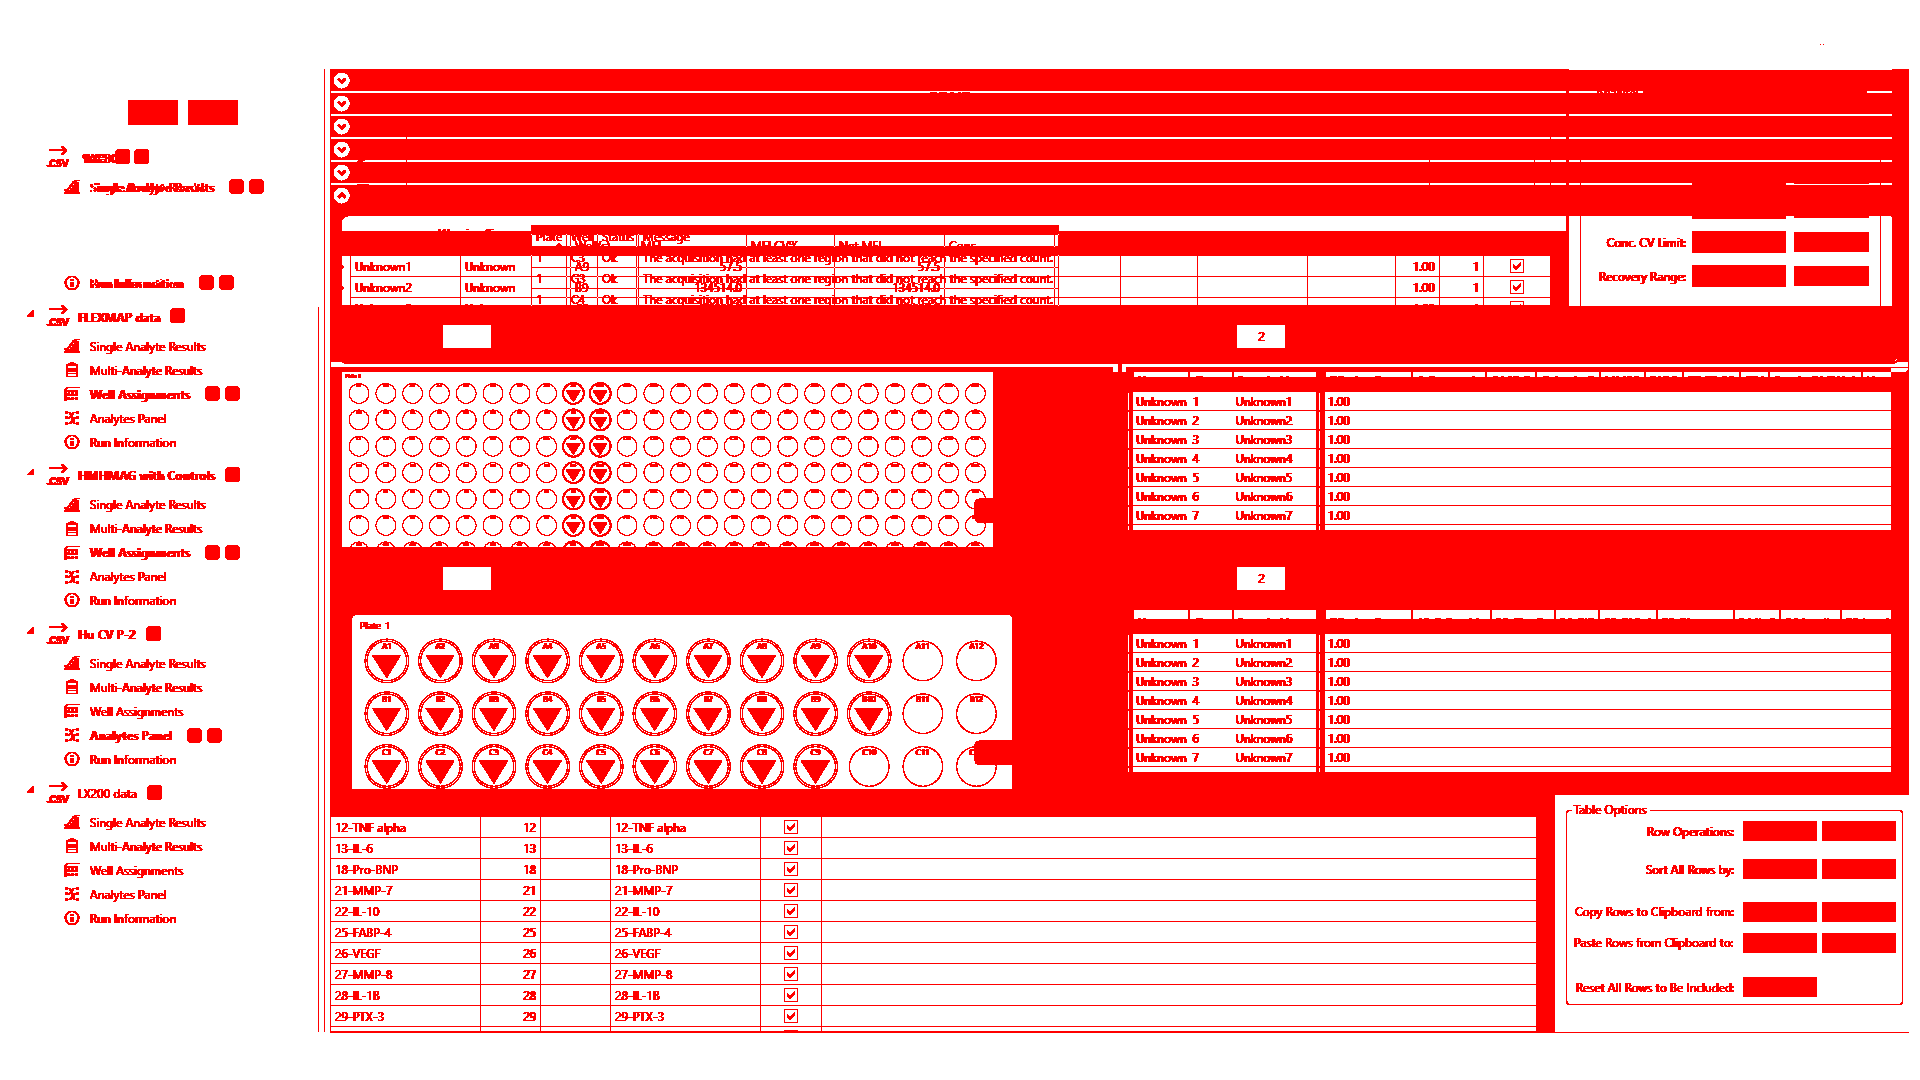 .CSV
Single Analyte Results
Run Information
.CSV FLEXMAP data
Single Analyte Results
Multi-Analyte Results
Well Assignments
Analytes Panel
Run Information
.CSV HMHMAG with Controls
Single Analyte Results
Multi-Analyte Results
Well Assignments
Analytes Panel
Run Information
.CSV Hu CV P-2
Single Analyte Results
Multi-Analyte Results
Well Assignments
Analytes Panel
Run Information
.CSV LX200 data
Single Analyte Results
Multi-Analyte Results
Well Assignments
Analytes Panel
Run Information
Plate Well Status Message
1 Ok The acquisition had at least one region that did not reach the specified count.
Unknown1 Unknown A9 57.5 57.5 1.00 1
1 G3 Ok The acquisition had at least one region that did not reach the specified count.
Unknown2 Unknown B9 134514.0 134514.0 1.00 1
1 C4 Ok The acquisition had at least one region that did not reach the specified count.
Conc. CV Limit:
Recovery Range:
2
Unknown 1 Unknown1 1.00
Unknown 2 Unknown2 1.00
Unknown 3 Unknown3 1.00
Unknown 4 Unknown4 1.00
Unknown 5 Unknown5 1.00
Unknown 6 Unknown6 1.00
Unknown 7 Unknown7 1.00
2
Plate 1
A1 A2 A3 A4 A5 A6 A7 A8 A9 A10 A11 A12
B1 B2 B3 B4 B5 B6 B7 B8 B9 B10 B11 B12
C1 C2 C3 C4 C5 C6 C7 C8 C9 C10 C11
Unknown 1 Unknown1 1.00
Unknown 2 Unknown2 1.00
Unknown 3 Unknown3 1.00
Unknown 4 Unknown4 1.00
Unknown 5 Unknown5 1.00
Unknown 6 Unknown6 1.00
Unknown 7 Unknown7 1.00
12-TNF alpha 12 12-TNF alpha
13-IL-6 13 13-IL-6
18-Pro-BNP 18 18-Pro-BNP
21-MMP-7 21 21-MMP-7
22-IL-10 22 22-IL-10
25-FABP-4 25 25-FABP-4
26-VEGF 26 26-VEGF
27-MMP-8 27 27-MMP-8
28-IL-1B 28 28-IL-1B
29-PTX-3 29 29-PTX-3
Table Options
Row Operations:
Sort All Rows by:
Copy Rows to Clipboard from:
Paste Rows from Clipboard to:
Reset All Rows to Be Included: